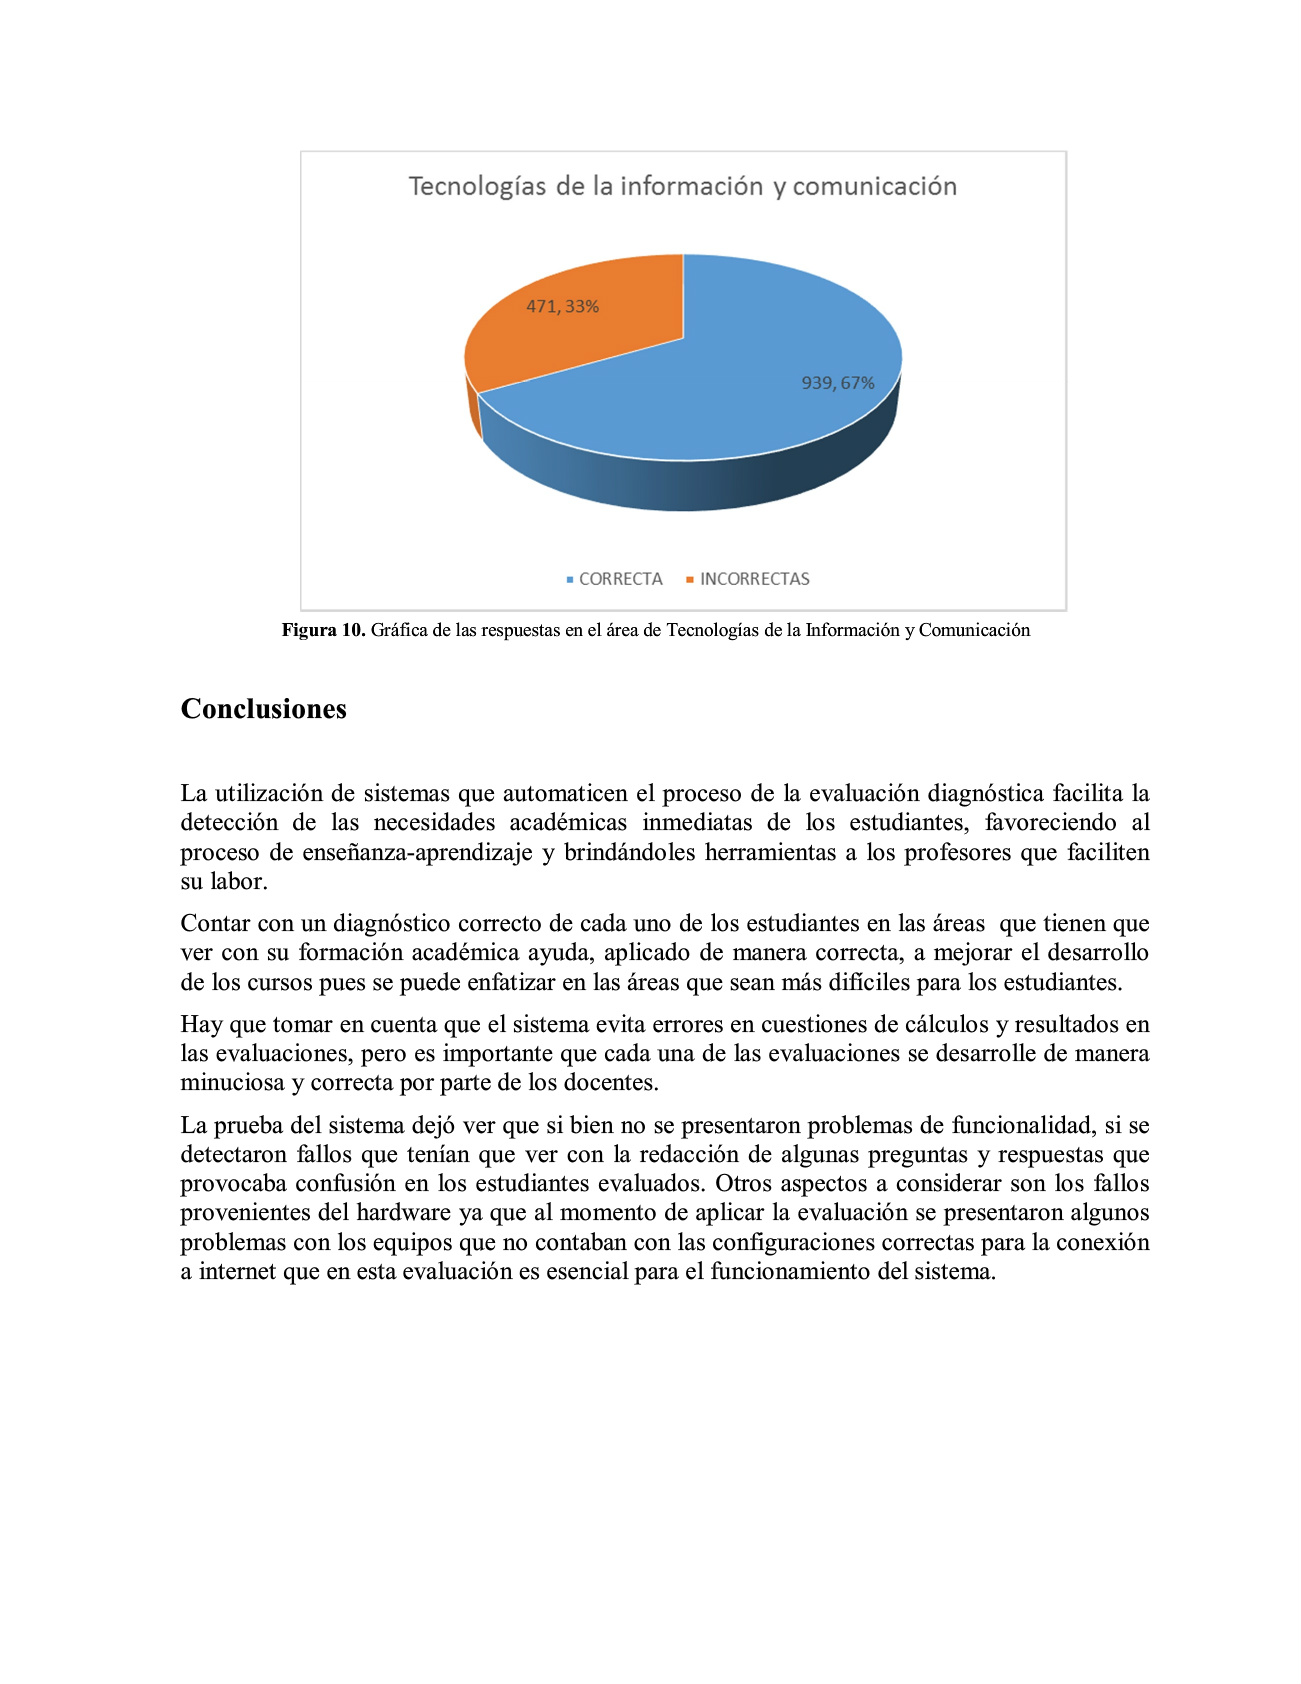 Tecnologías de la información y comunicación
471, 33%
939, 67%
CORRECTA INCORRECTAS
Figura 10. Gráfica de las respuestas en el área de Tecnologías de la Información y Comunicación
Conclusiones
La utilización de sistemas que automaticen el proceso de la evaluación diagnóstica facilita la
detección de las necesidades académicas inmediatas de los estudiantes, favoreciendo al
proceso de enseñanza-aprendizaje y brindándoles herramientas a los profesores que faciliten
su labor.
Contar con un diagnóstico correcto de cada uno de los estudiantes en las áreas que tienen que
ver con su formación académica ayuda, aplicado de manera correcta, a mejorar el desarrollo
de los cursos pues se puede enfatizar en las áreas que sean más difíciles para los estudiantes.
Hay que tomar en cuenta que el sistema evita errores en cuestiones de cálculos y resultados en
las evaluaciones, pero es importante que cada una de las evaluaciones se desarrolle de manera
minuciosa y correcta por parte de los docentes.
La prueba del sistema dejó ver que si bien no se presentaron problemas de funcionalidad, si se
detectaron fallos que tenían que ver con la redacción de algunas preguntas y respuestas que
provocaba confusión en los estudiantes evaluados. Otros aspectos a considerar son los fallos
provenientes del hardware ya que al momento de aplicar la evaluación se presentaron algunos
problemas con los equipos que no contaban con las configuraciones correctas para la conexión
a internet que en esta evaluación es esencial para el funcionamiento del sistema.